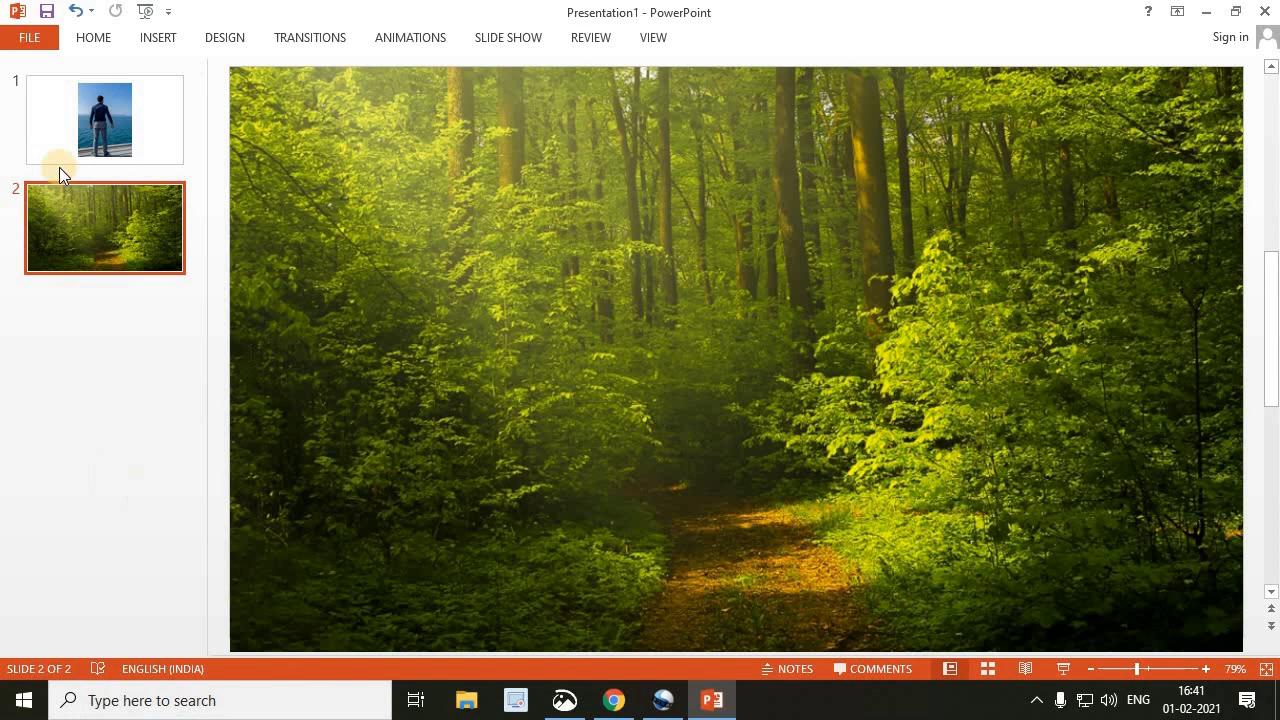 Presentation1 - PowerPoint
?
FILE HOME INSERT DESIGN TRANSITIONS ANIMATIONS SLIDE SHOW REVIEW VIEW Sign in
1
2
SLIDE 2 OF 2 ENGLISH (INDIA) NOTES COMMENTS 79%
Type here to search
ENG
16:41
01-02-2021